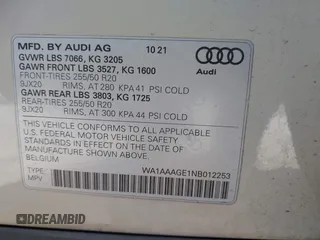 MFD. BY AUDI AG 10 21
GVWR LBS 7066, KG 3205
GAWR FRONT LBS 3527, KG 1600
FRONT-TIRES 255/50 R20
9JX20 RIMS, AT 280 KPA 41 PSI COLD
GAWR REAR LBS 3803, KG 1725
REAR-TIRES 255/50 R20
9JX20 RIMS, AT 300 KPA 44 PSI COLD
Audi
THIS VEHICLE CONFORMS TO ALL APPLICABLE
U.S. FEDERAL MOTOR VEHICLE SAFETY
STANDARDS IN EFFECT ON THE DATE OF
MANUFACTURE SHOWN ABOVE
BELGIUM
TYPE: WA1AAAGE1NB012253
MPV
DREAMBID
.COM